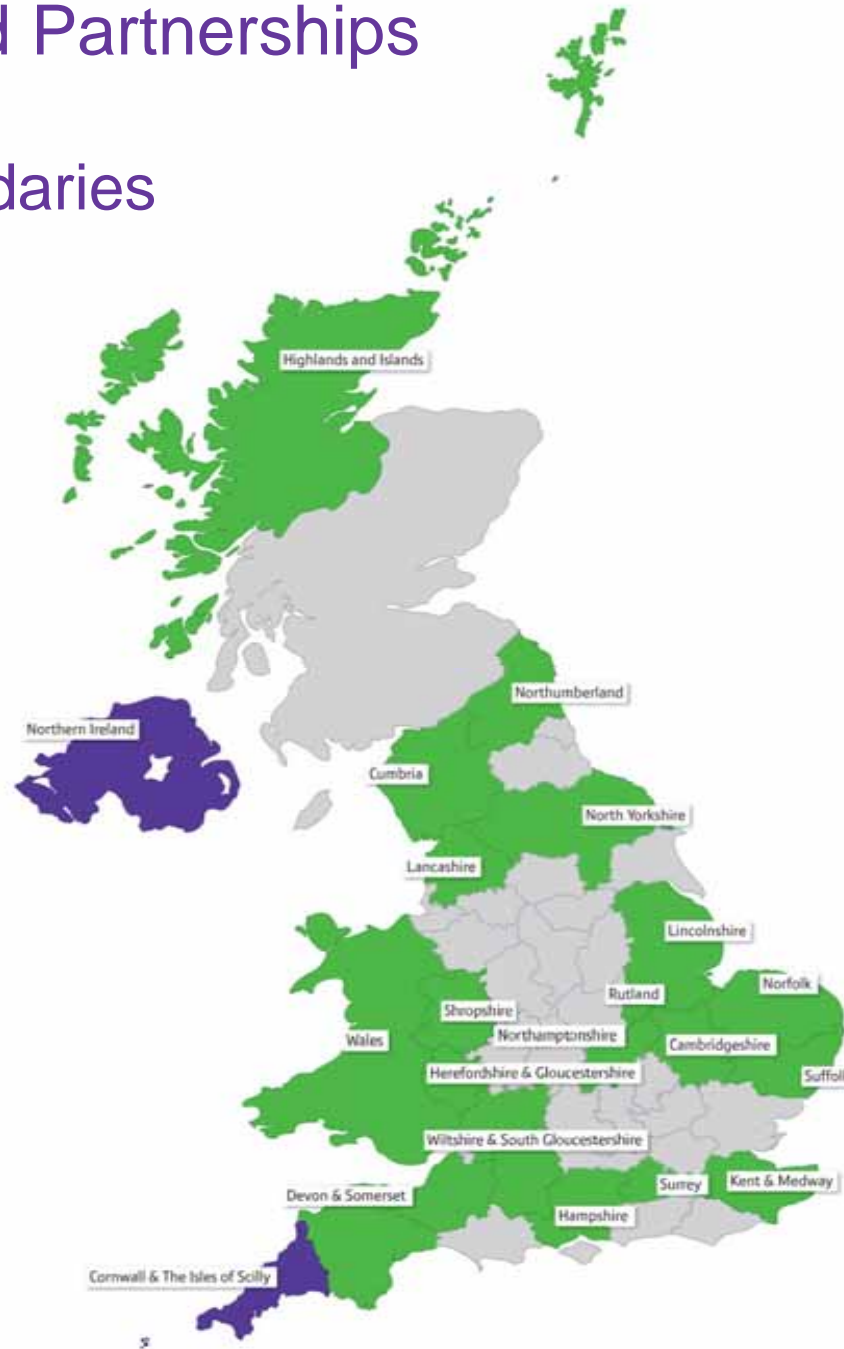 d Partnerships
daries
Highlands and Islands
Northumberland
Northern Ireland
Cumbria
North Yorkshire
Lancashire
Lincolnshire
Norfolk
Rutland
Shropshire
Northamptonshire
Wales
Cambridgeshire
Herefordshire & Gloucestershire
Suffol
Wiltshire & South Gloucestershire
Kent & Medway
Surrey
Devon & Somerset
Hampshire
Cornwall & The Isles of Scilly